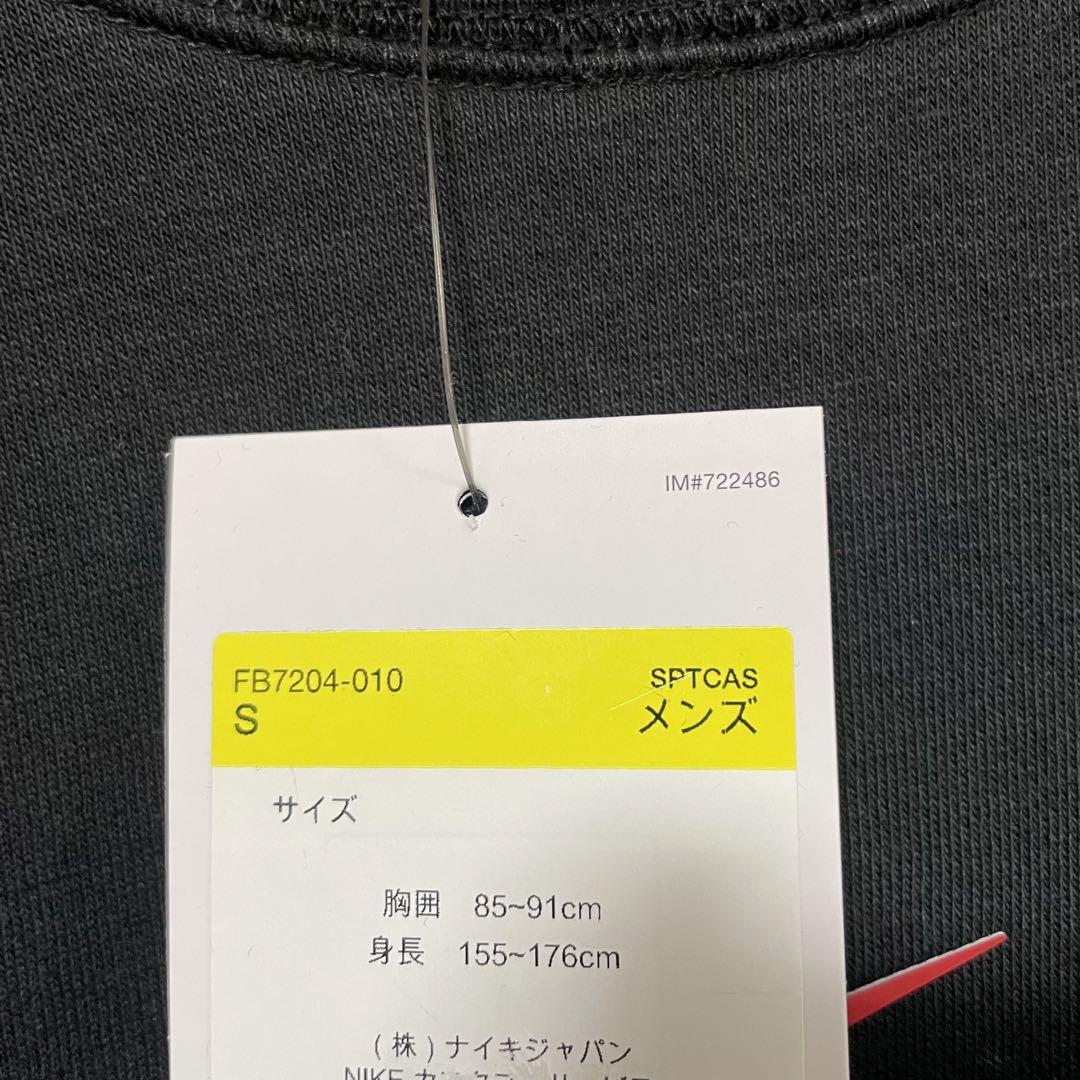 IM#722486
FB7204-010 SPTCAS
S メンズ
サイズ
胸囲 85~91cm
身長 155~176cm
(株)ナイキジャパン
NIKE